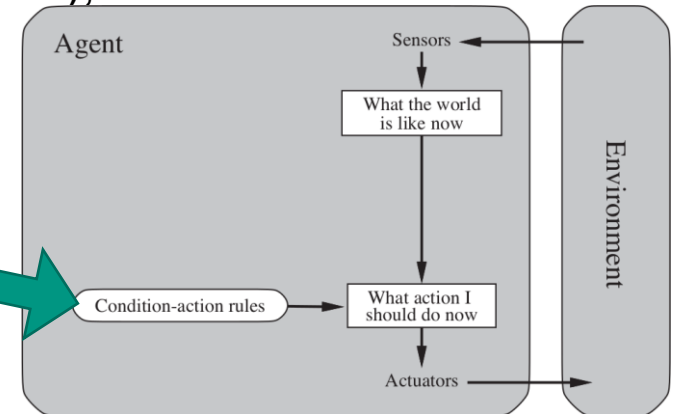 Agent
Sensors
What the world
is like now
Environment
Condition-action rules
What action I
should do now
Actuators